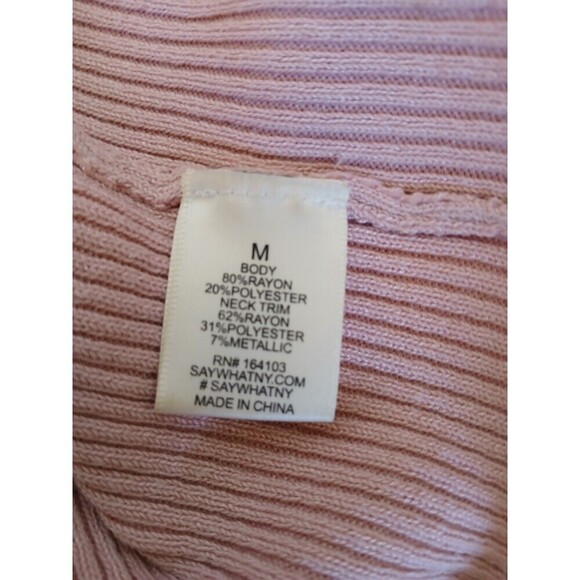 M
BODY
80%RAYON
20%POLYESTER
NECK TRIM
62%RAYON
31%POLYESTER
7%METALLIC
RN# 164103
SAYWHATNY.COM
# SAYWHATNY
MADE IN CHINA